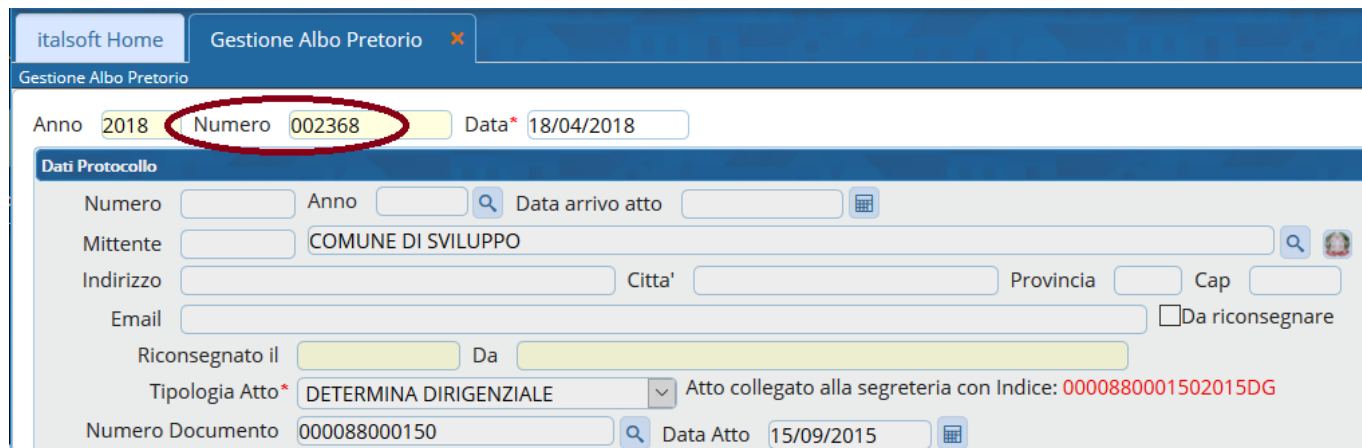 italsoft Home Gestione Albo Pretorio ×
Gestione Albo Pretorio
Anno 2018 Numero 002368 Data* 18/04/2018
Dati Protocollo
Numero Anno Data arrivo atto
Mittente COMUNE DI SVILUPPO
Indirizzo Citta' Provincia Cap
Email Da riconsegnare
Riconsegnato il Da
Tipologia Atto* DETERMINA DIRIGENZIALE Atto collegato alla segreteria con Indice: 0000880001502015DG
Numero Documento 000088000150 Data Atto 15/09/2015